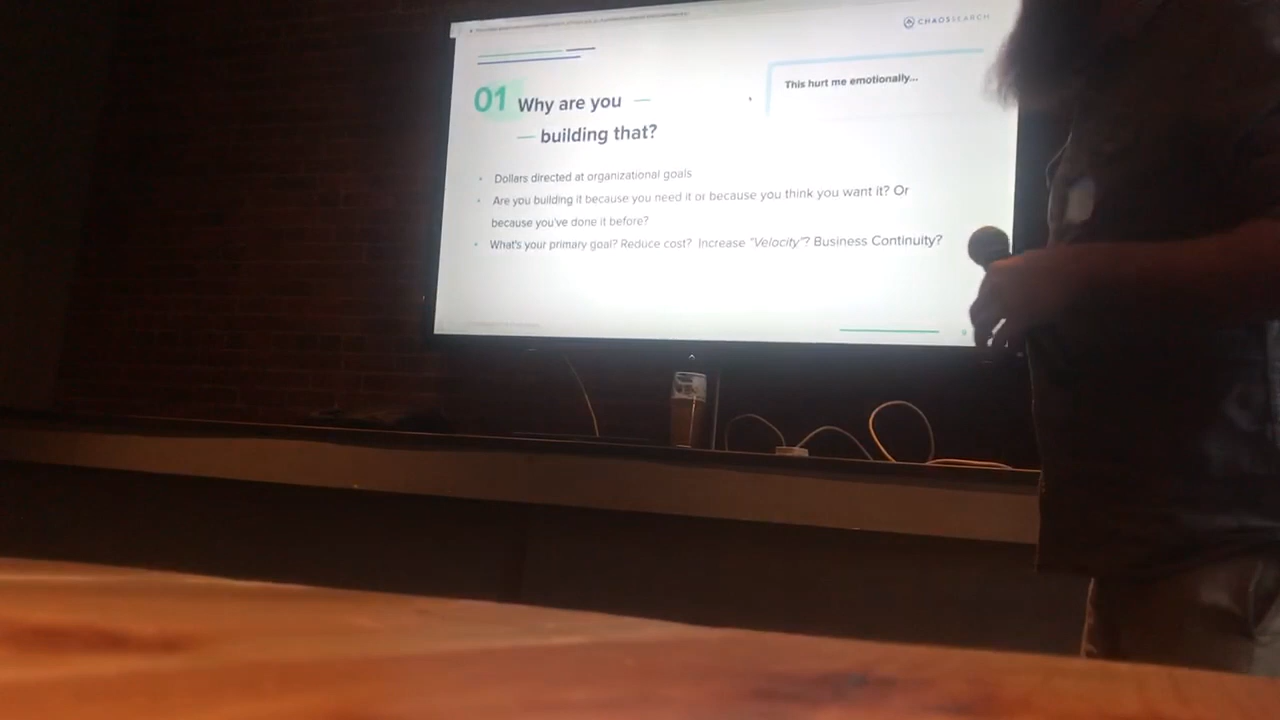 CHAOSSEARCH
This hurt me emotionally...
01 Why are you
building that?
• Dollars directed at organizational goals
• Are you building it because you need it or because you think you want it? Or
because you've done it before?
• What's your primary goal? Reduce cost? Increase "Velocity"? Business Continuity?